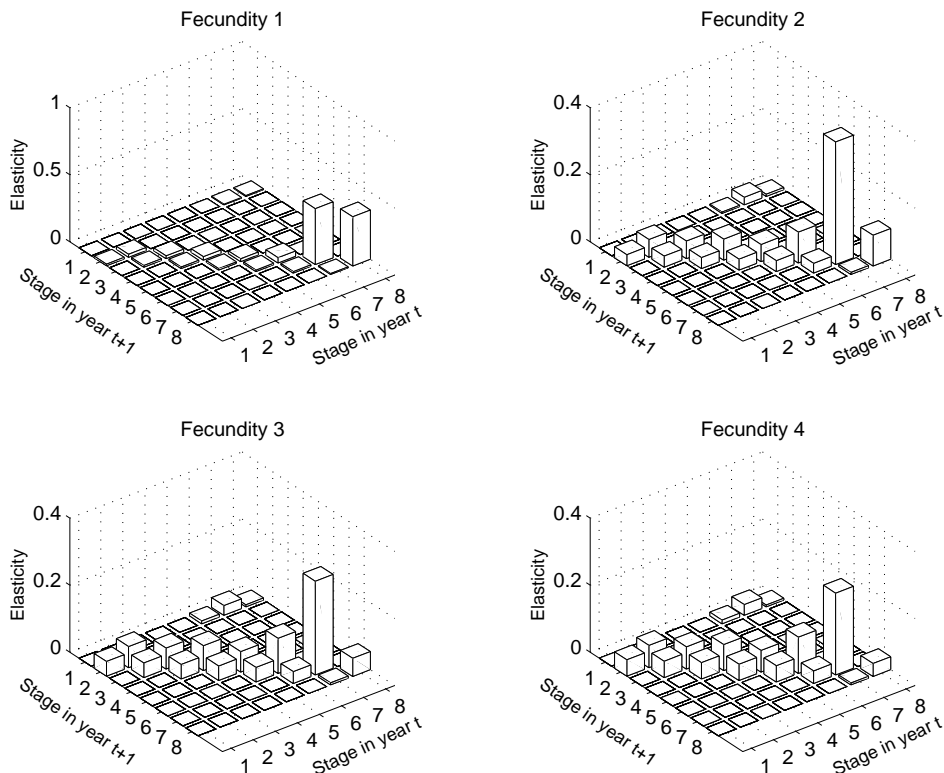 Fecundity 1
1
0.5
0
Elasticity
1 2 3 4 5 6 7 8
Stage in year t+1
1 2 3 4 5 6 7 8
Stage in year t
Fecundity 2
0.4
0.2
0
Elasticity
1 2 3 4 5 6 7 8
Stage in year t+1
1 2 3 4 5 6 7 8
Stage in year t
Fecundity 3
0.4
0.2
0
Elasticity
1 2 3 4 5 6 7 8
Stage in year t+1
1 2 3 4 5 6 7 8
Stage in year t
Fecundity 4
0.4
0.2
0
Elasticity
1 2 3 4 5 6 7 8
Stage in year t+1
1 2 3 4 5 6 7 8
Stage in year t